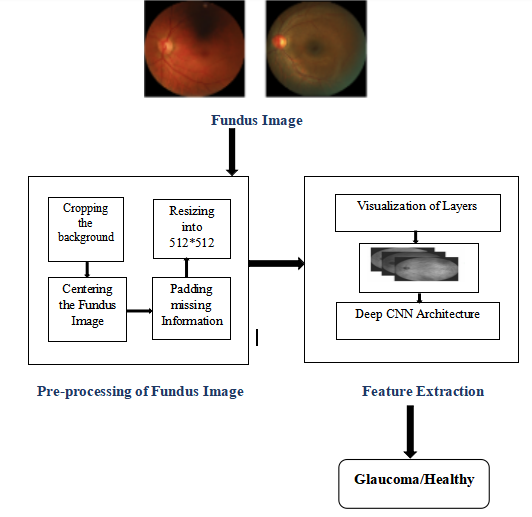 Fundus Image
Cropping
the
background
Centering
the Fundus
Image
Padding
missing
Information
Resizing
into
512*512
Pre-processing of Fundus Image
Visualization of Layers
Deep CNN Architecture
Feature Extraction
Glaucoma/Healthy